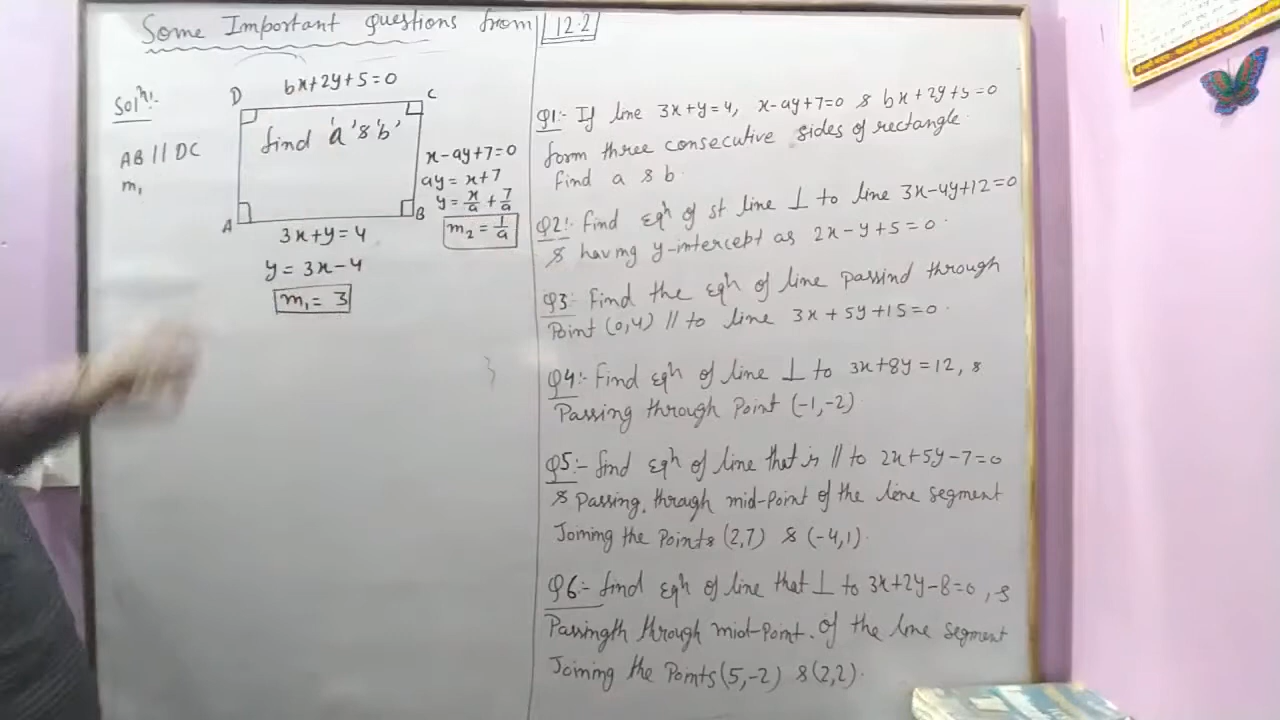 Some Important questions from 12.2
Solⁿ:-
AB || DC
m₁
bx+2y+5=0
D
C
find 'a' & 'b'
A
B
3x+y=4
y = 3x-4
m₁ = 3
x-ay+7=0
ay = x+7
y = x/a + 7/a
m₂ = 1/a
Q1:- If line 3x+y=4, x-ay+7=0 & bx+2y+5=0
form three consecutive sides of rectangle.
find a & b.
Q2:- find eqⁿ of st line ⊥ to line 3x-4y+12=0
& having y-intercept as 2x-y+5=0.
Q3:- Find the eqⁿ of line passind through
Point (0,4) // to line 3x+5y+15=0.
Q4:- Find eqⁿ of line ⊥ to 3x+8y=12, &
Passing through Point (-1,-2).
Q5:- find eqⁿ of line that is // to 2x+5y-7=0
& Passing through mid-Point of the line segment
Joining the Points (2,7) & (-4,1).
Q6:- find eqⁿ of line that ⊥ to 3x+2y-8=0, &
Passingth through mid-Point of the line segment
Joining the Points (5,-2) & (2,2).